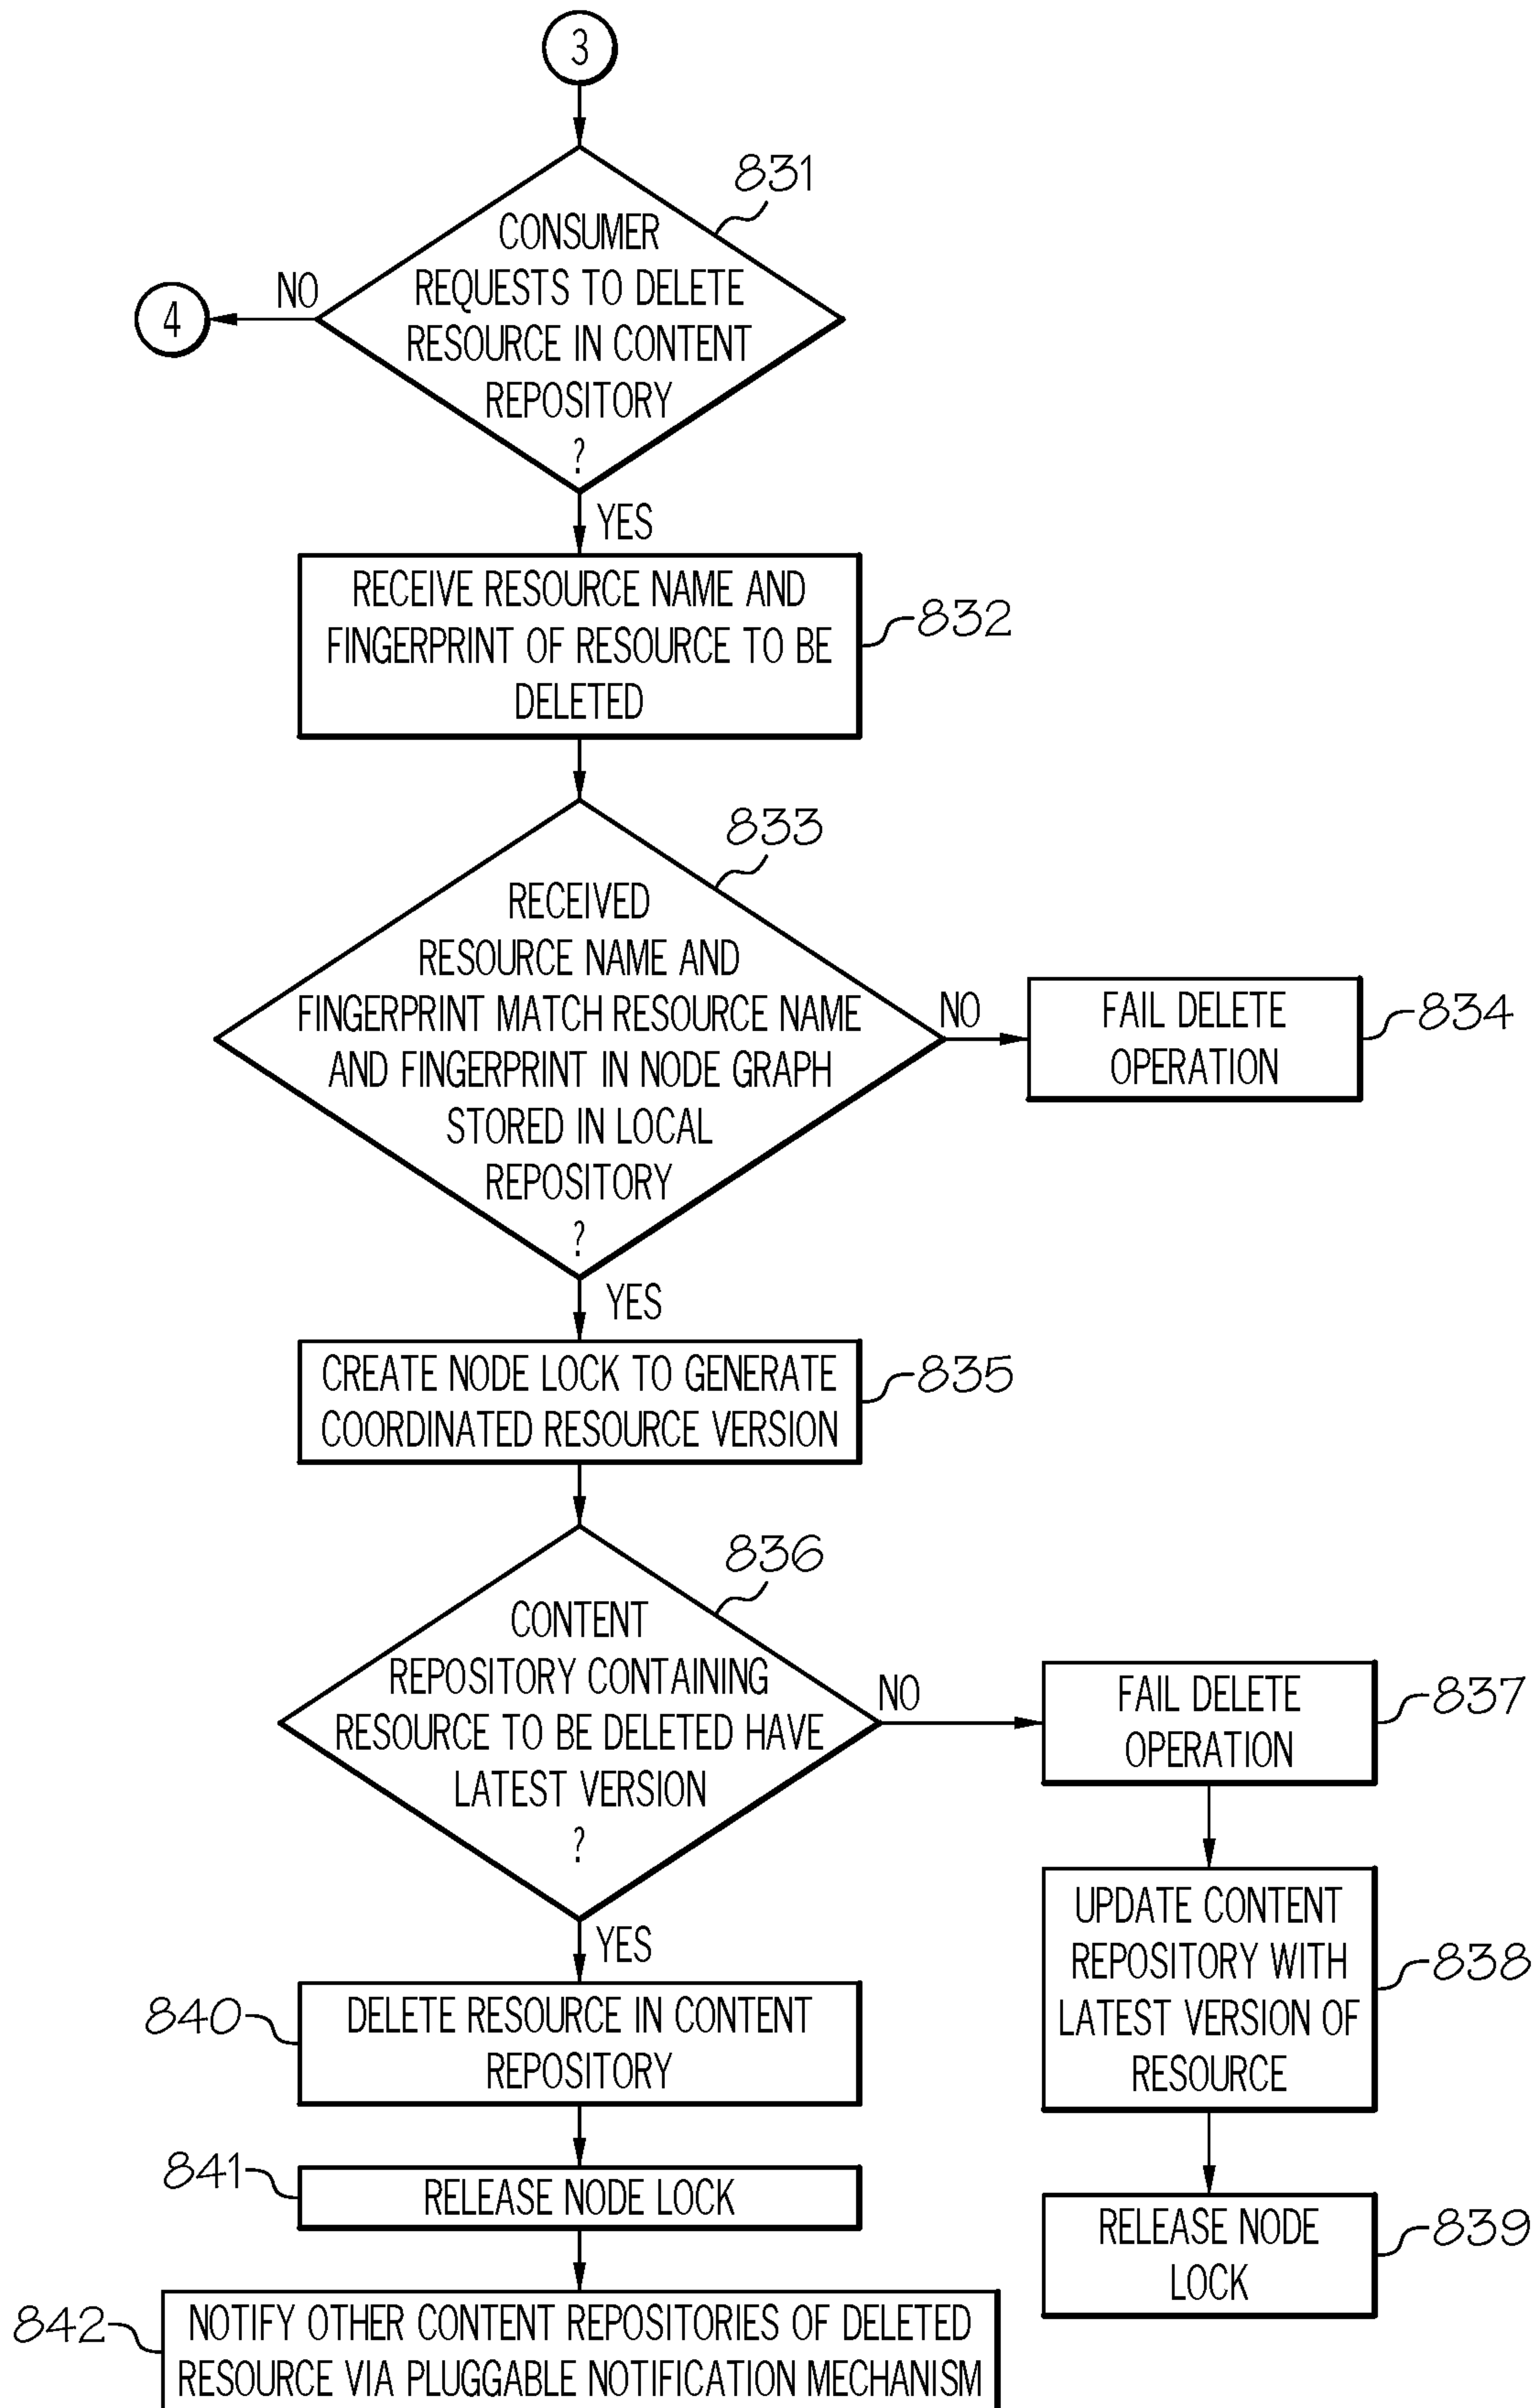 3
831
CONSUMER
REQUESTS TO DELETE
RESOURCE IN CONTENT
REPOSITORY
?
NO
4
YES
RECEIVE RESOURCE NAME AND
FINGERPRINT OF RESOURCE TO BE
DELETED
832
833
RECEIVED
RESOURCE NAME AND
FINGERPRINT MATCH RESOURCE NAME
AND FINGERPRINT IN NODE GRAPH
STORED IN LOCAL
REPOSITORY
?
NO
FAIL DELETE
OPERATION
834
YES
CREATE NODE LOCK TO GENERATE
COORDINATED RESOURCE VERSION
835
836
CONTENT
REPOSITORY CONTAINING
RESOURCE TO BE DELETED HAVE
LATEST VERSION
?
NO
FAIL DELETE
OPERATION
837
UPDATE CONTENT
REPOSITORY WITH
LATEST VERSION OF
RESOURCE
838
RELEASE NODE
LOCK
839
YES
840
DELETE RESOURCE IN CONTENT
REPOSITORY
841
RELEASE NODE LOCK
842
NOTIFY OTHER CONTENT REPOSITORIES OF DELETED
RESOURCE VIA PLUGGABLE NOTIFICATION MECHANISM